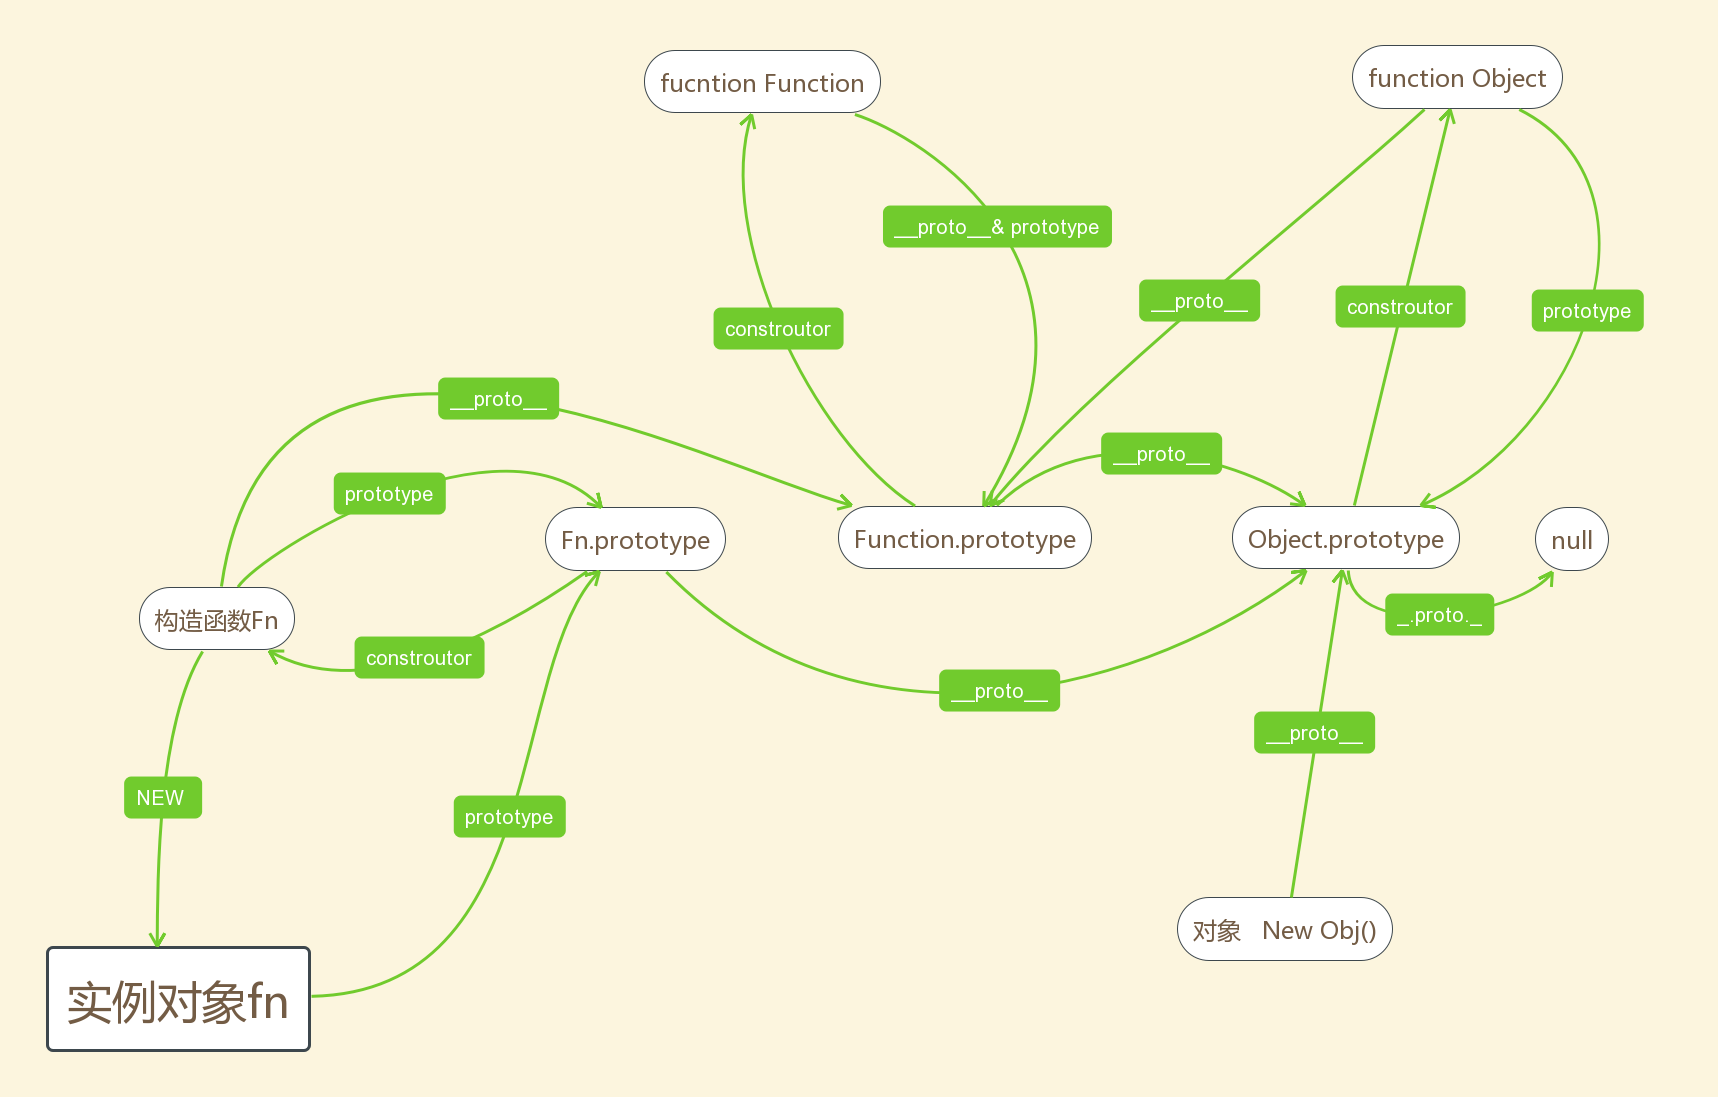 fucntion Function
function Object
__proto__& prototype
__proto__
constroutor
prototype
constroutor
__proto__
__proto__
prototype
Fn.prototype
Function.prototype
Object.prototype
null
构造函数Fn
_.proto._
constroutor
__proto__
__proto__
NEW
prototype
对象 New Obj()
实例对象fn